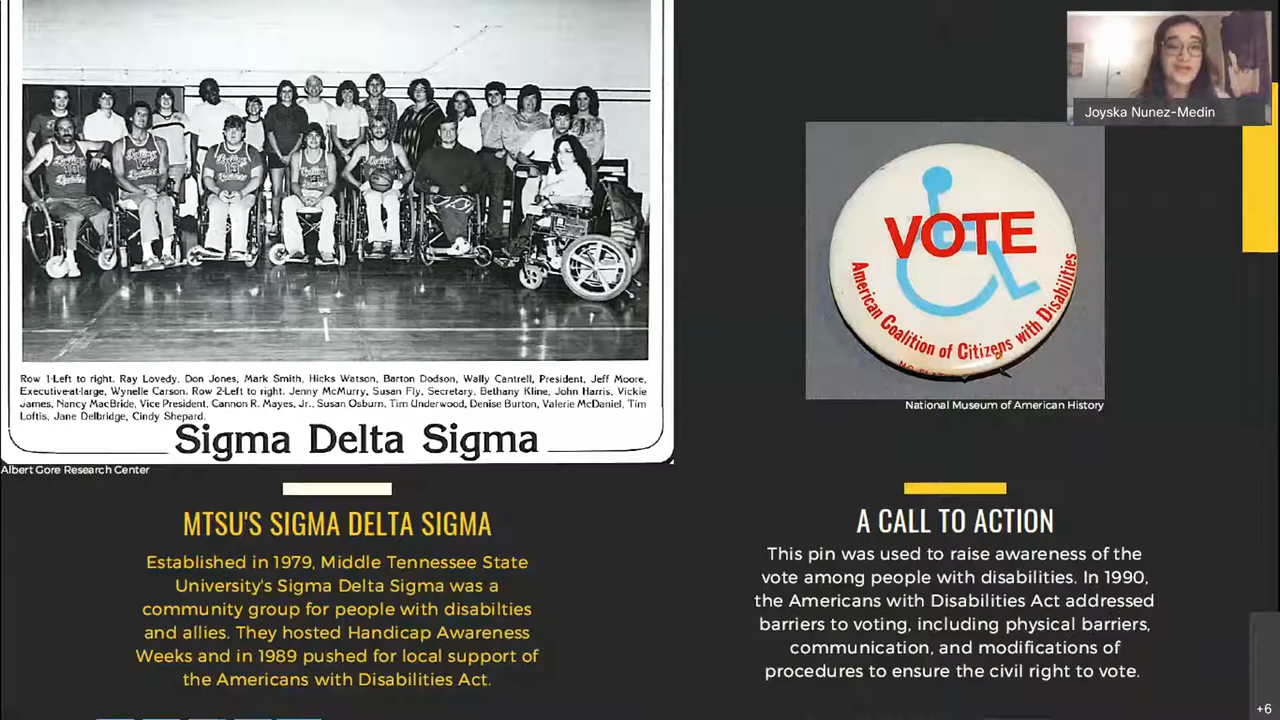 Row 1-Left to right. Ray Lovedy, Don Jones, Mark Smith, Hicks Watson, Barton Dodson, Wally Cantrell, President, Jeff Moore,
Executive-at-large, Wynelle Carson. Row 2-Left to right. Jenny McMurry, Susan Fly, Secretary, Bethany Kline, John Harris, Vickie
James, Nancy MacBride, Vice President, Cannon R. Mayes, Jr., Susan Osburn, Tim Underwood, Denise Burton, Valerie McDaniel, Tim
Loftis, Jane Delbridge, Cindy Shepard.
Sigma Delta Sigma
Albert Gore Research Center
MTSU'S SIGMA DELTA SIGMA
Established in 1979, Middle Tennessee State
University's Sigma Delta Sigma was a
community group for people with disabilties
and allies. They hosted Handicap Awareness
Weeks and in 1989 pushed for local support of
the Americans with Disabilities Act.
Joyska Nunez-Medin
VOTE
American Coalition of Citizens with Disabilities
National Museum of American History
A CALL TO ACTION
This pin was used to raise awareness of the
vote among people with disabilities. In 1990,
the Americans with Disabilities Act addressed
barriers to voting, including physical barriers,
communication, and modifications of
procedures to ensure the civil right to vote.
+6